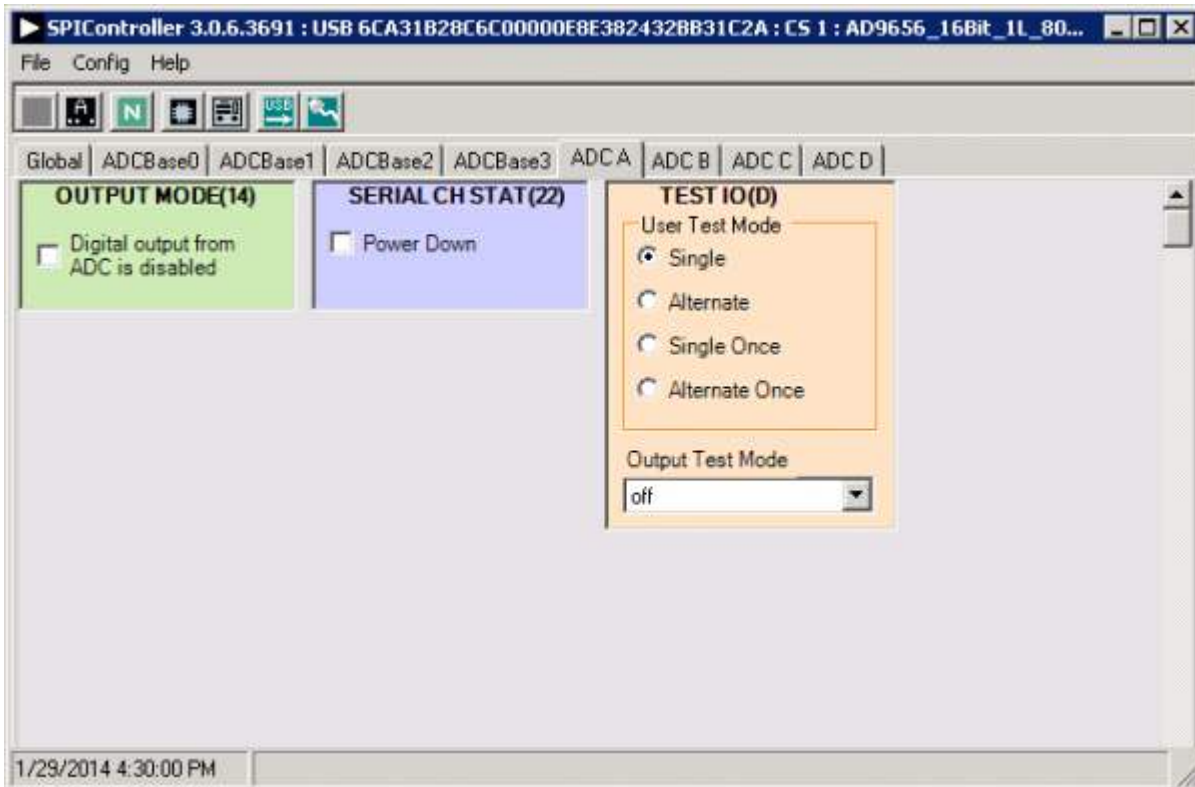 SPIController 3.0.6.3691 : USB 6CA31B28C6C00000E8E382432BB31C2A : CS 1 : AD9656_16Bit_1L_80...
File Config Help
A
N
USB
Global ADCBase0 ADCBase1 ADCBase2 ADCBase3 ADC A ADC B ADC C ADC D
OUTPUT MODE(14)
Digital output from
ADC is disabled
SERIAL CH STAT(22)
Power Down
TEST IO(D)
User Test Mode
Single
Alternate
Single Once
Alternate Once
Output Test Mode
off
1/29/2014 4:30:00 PM